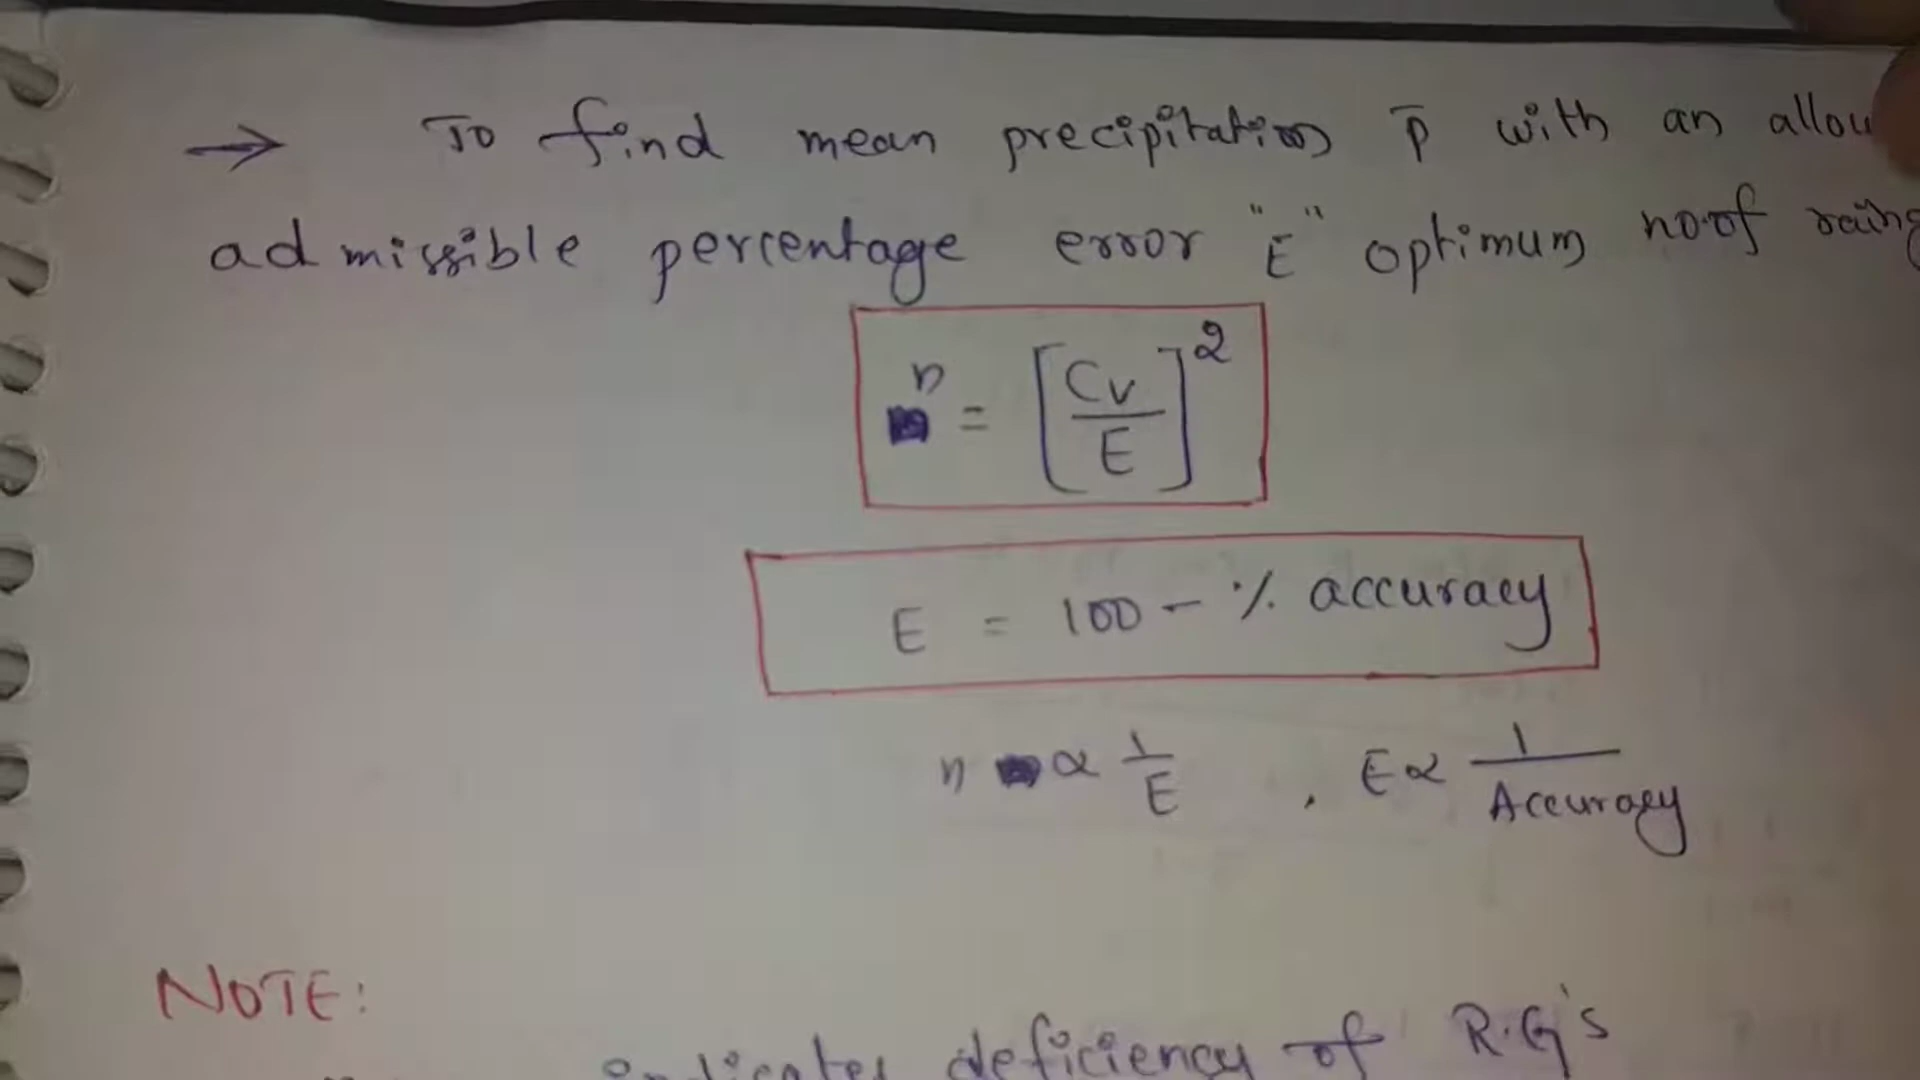 → To find mean precipitation p̄ with an
admissible percentage error "E" optimum no.of
n = [Cv/E]²
E = 100 - % accuracy
n ∝ 1/E , E ∝ 1/Accuracy
NOTE:
indicates deficiency of R.G's